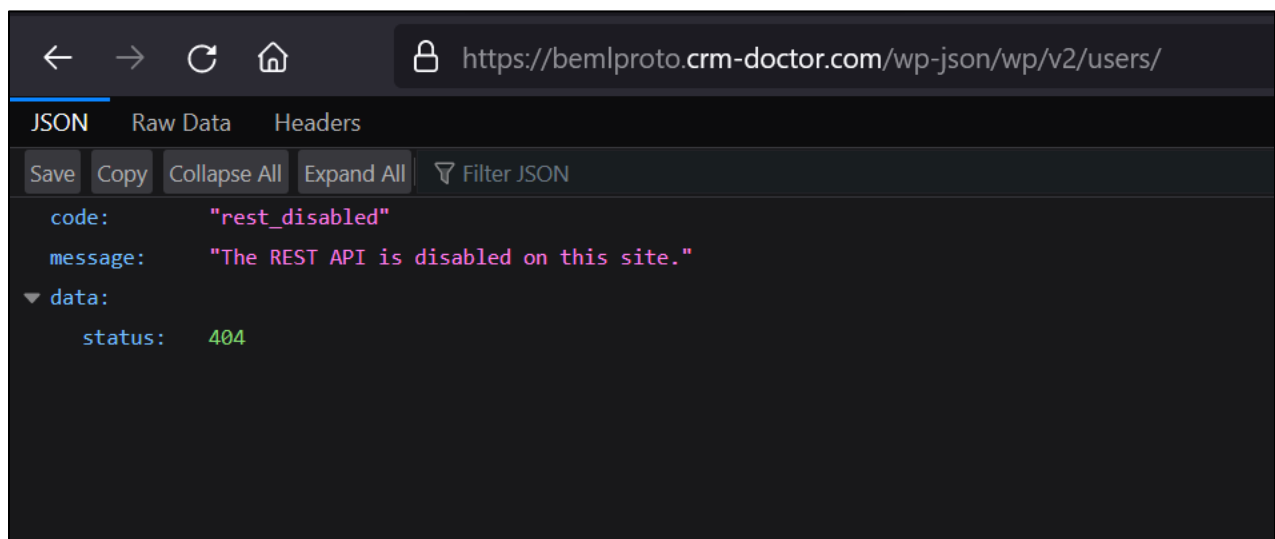 https://bemlproto.crm-doctor.com/wp-json/wp/v2/users/
JSON Raw Data Headers
Save Copy Collapse All Expand All Filter JSON
code: "rest_disabled"
message: "The REST API is disabled on this site."
data:
status: 404